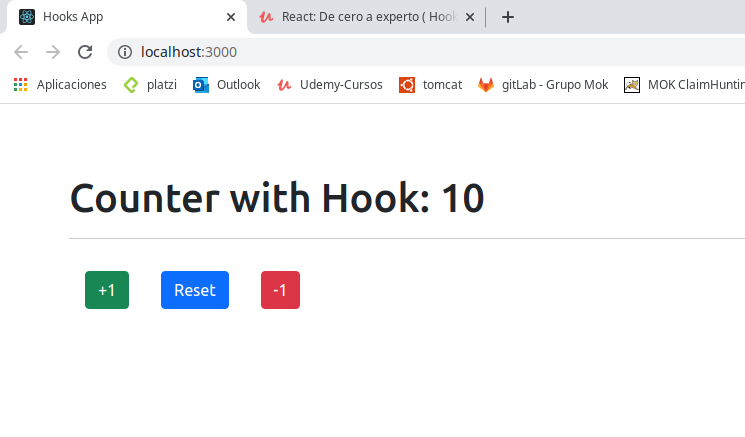 Hooks App
React: De cero a experto ( Hook
localhost:3000
Aplicaciones platzi Outlook Udemy-Cursos tomcat gitLab - Grupo Mok MOK ClaimHuntin
Counter with Hook: 10
+1 Reset -1